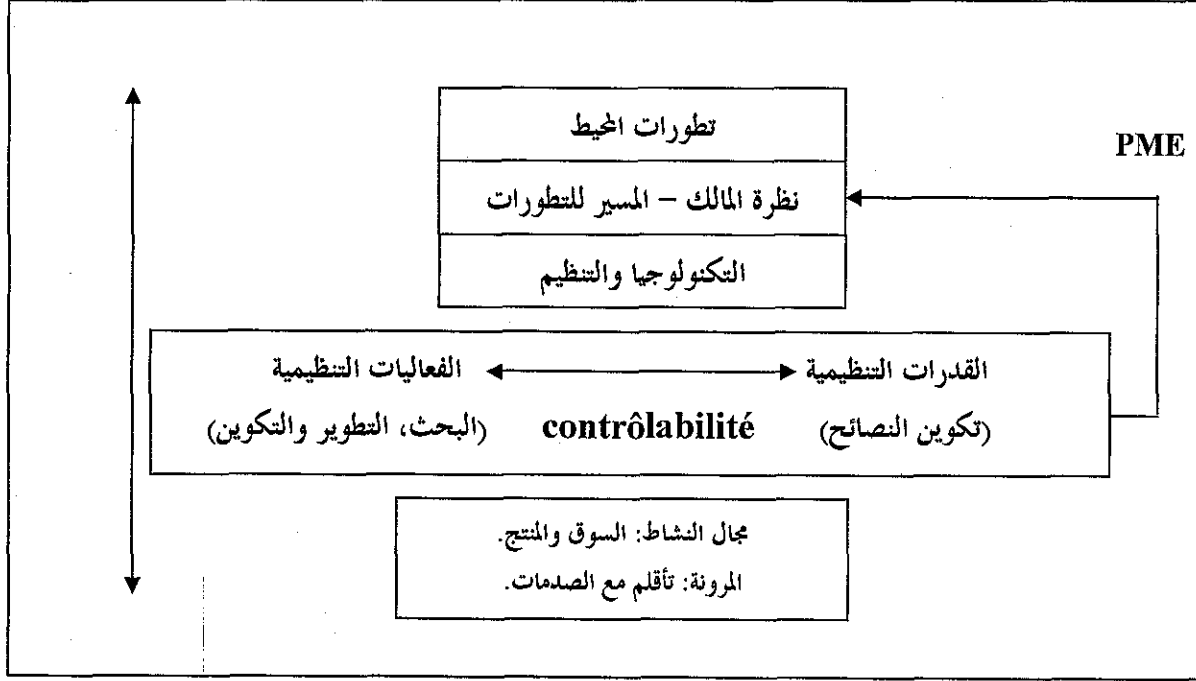 تطورات المحيط
PME
نظرة المالك – المسير للتطورات
التكنولوجيا والتنظيم
القدرات التنظيمية الفعاليات التنظيمية
(تكوين النصائح) contrôlabilité (البحث، التطوير والتكوين)
مجال النشاط: السوق والمنتج.
المرونة: تأقلم مع الصدمات.